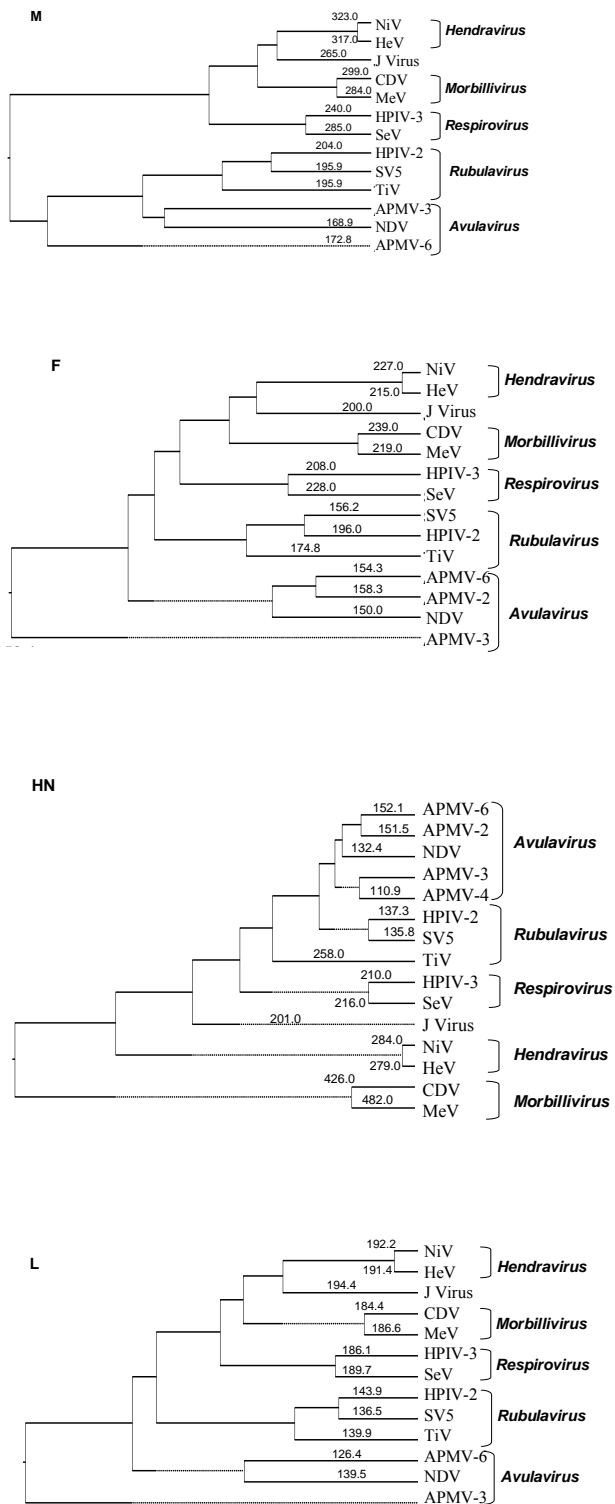 M
323.0
NiV
Hendravirus
317.0
HeV
265.0
J Virus
299.0
CDV
Morbillivirus
284.0
MeV
240.0
HPIV-3
Respirovirus
285.0
SeV
204.0
HPIV-2
195.9
SV5
Rubulavirus
195.9
TiV
APMV-3
168.9
NDV
Avulavirus
172.8
APMV-6
F
227.0
NiV
Hendravirus
215.0
HeV
200.0
J Virus
239.0
CDV
Morbillivirus
219.0
MeV
208.0
HPIV-3
Respirovirus
228.0
SeV
156.2
SV5
196.0
HPIV-2
Rubulavirus
174.8
TiV
154.3
APMV-6
158.3
APMV-2
Avulavirus
150.0
NDV
APMV-3
HN
152.1
APMV-6
151.5
APMV-2
Avulavirus
132.4
NDV
APMV-3
110.9
APMV-4
137.3
HPIV-2
Rubulavirus
135.8
SV5
258.0
TiV
210.0
HPIV-3
Respirovirus
216.0
SeV
201.0
J Virus
284.0
NiV
Hendravirus
279.0
HeV
426.0
CDV
Morbillivirus
482.0
MeV
L
192.2
NiV
Hendravirus
191.4
HeV
194.4
J Virus
184.4
CDV
Morbillivirus
186.6
MeV
186.1
HPIV-3
Respirovirus
189.7
SeV
143.9
HPIV-2
136.5
SV5
Rubulavirus
139.9
TiV
126.4
APMV-6
139.5
NDV
Avulavirus
APMV-3